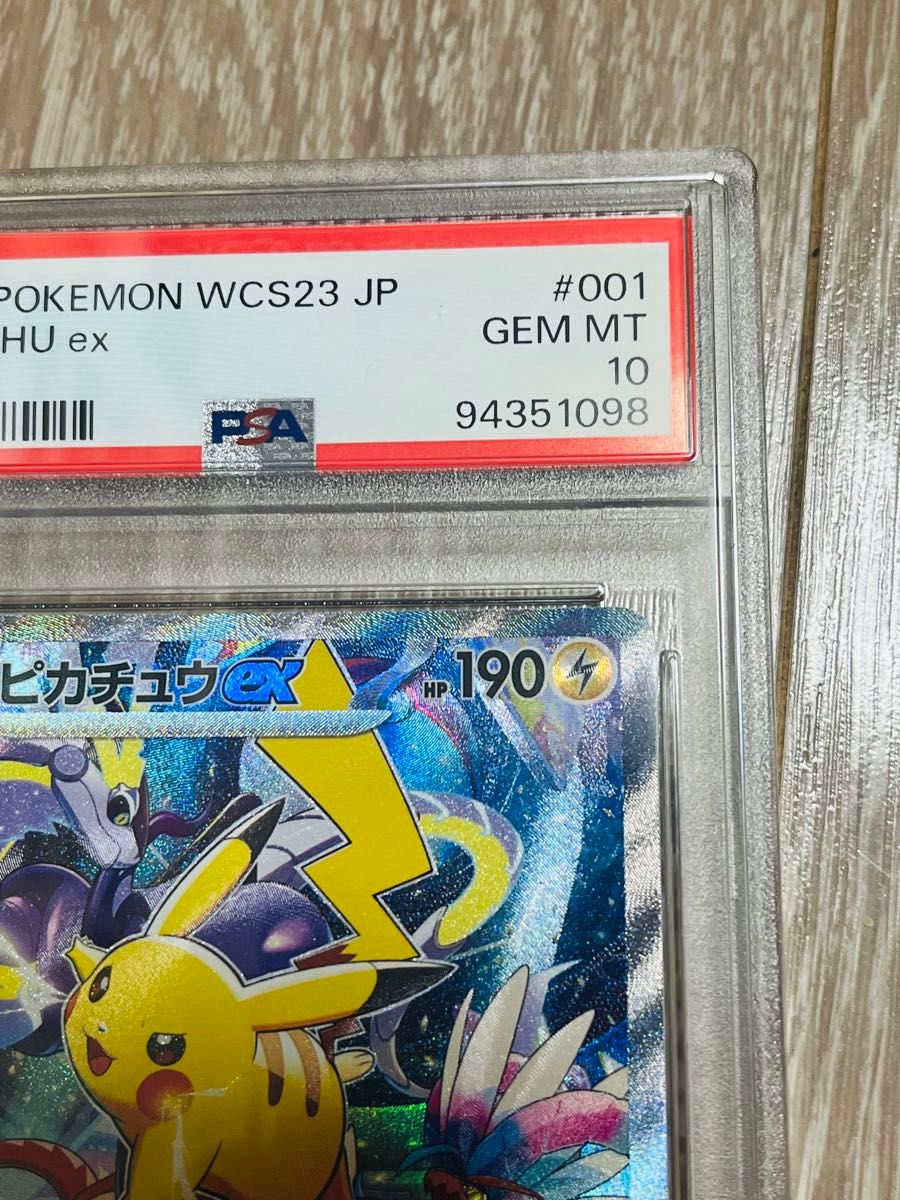 POKEMON WCS23 JP #001
HU ex GEM MT
10
PSA 94351098
ピカチュウex HP 190